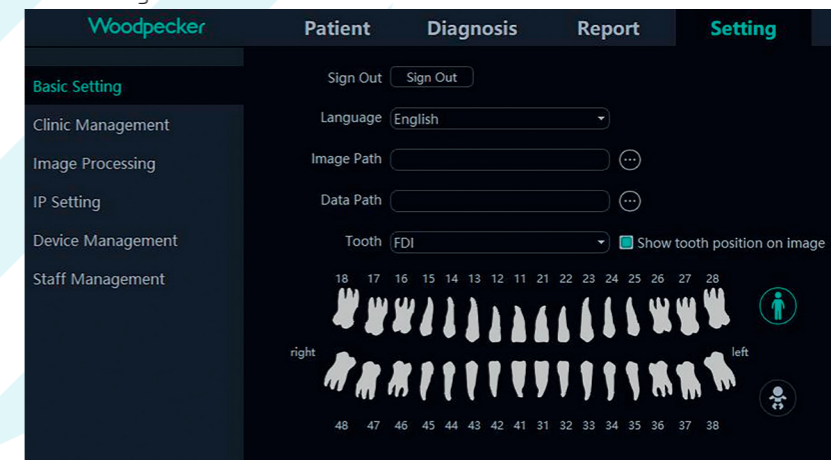 Woodpecker Patient Diagnosis Report Setting
Basic Setting
Clinic Management
Image Processing
IP Setting
Device Management
Staff Management
Sign Out Sign Out
Language English
Image Path
Data Path
Tooth FDI Show tooth position on image
18 17 16 15 14 13 12 11 21 22 23 24 25 26 27 28
right left
48 47 46 45 44 43 42 41 31 32 33 34 35 36 37 38